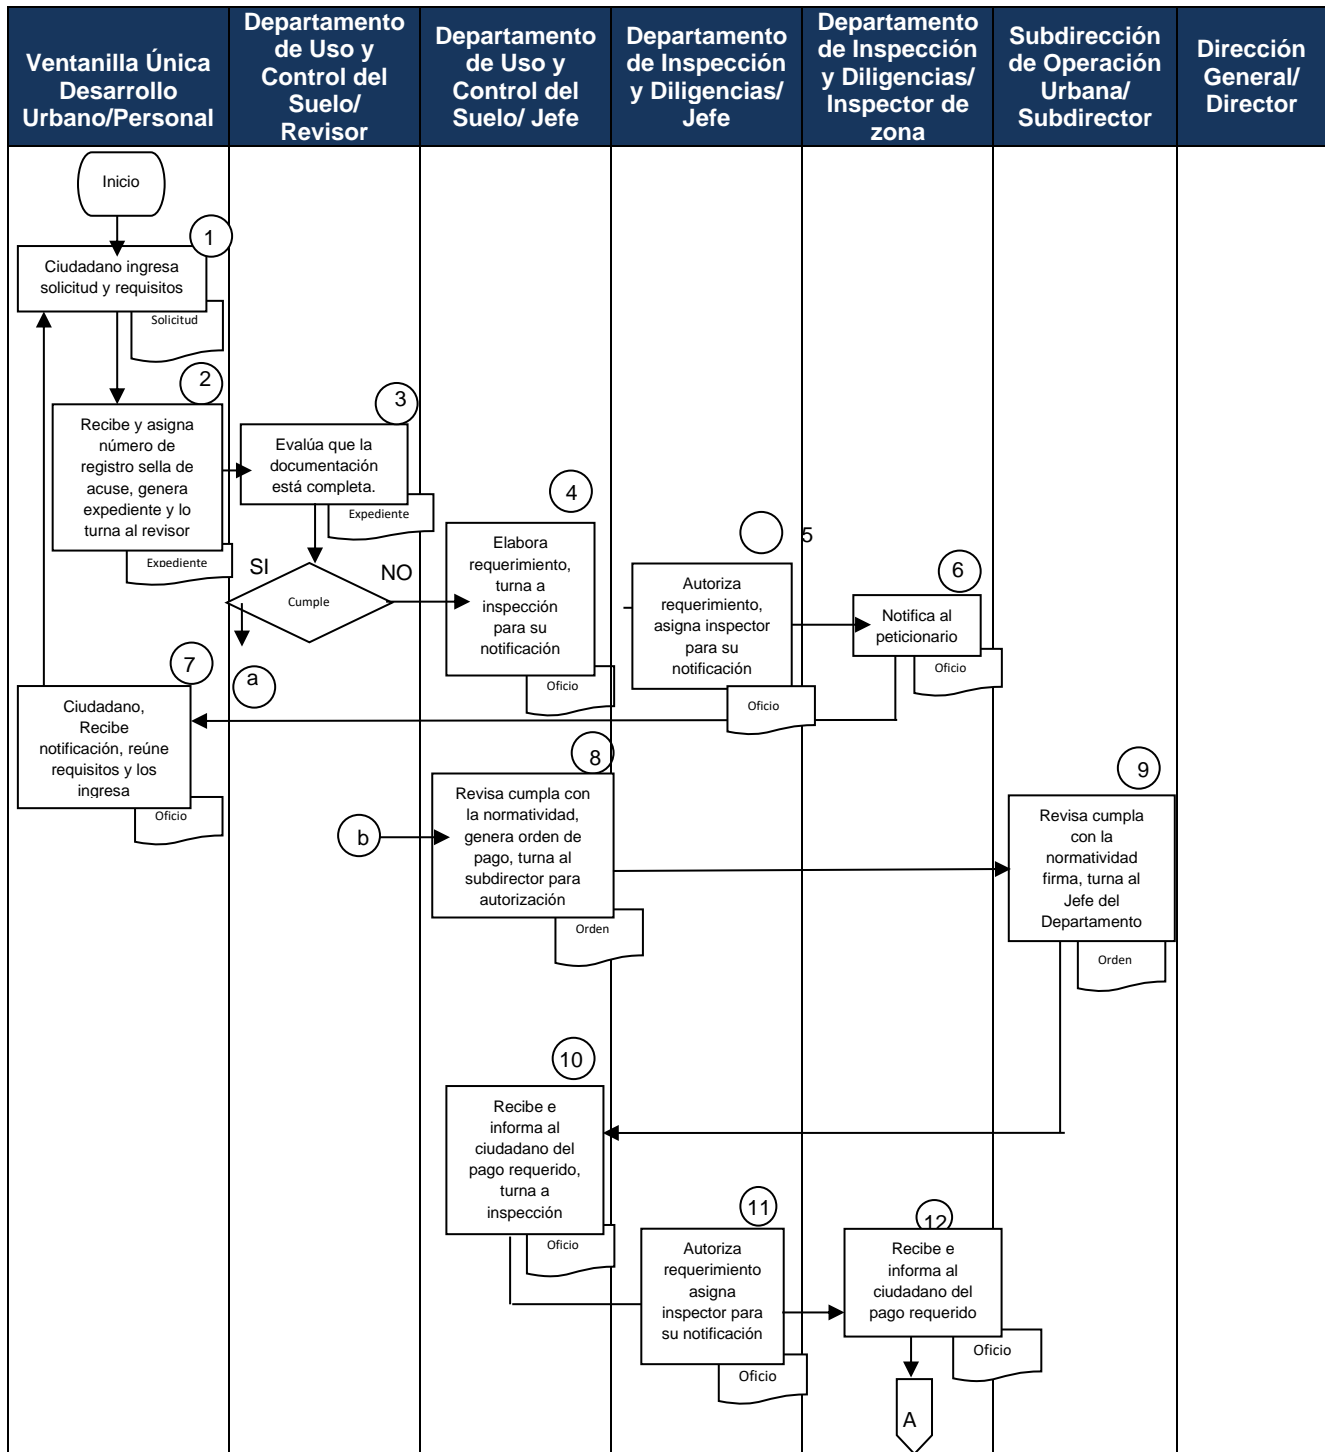 Ventanilla Única
Desarrollo
Urbano/Personal
Departamento
de Uso y
Control del
Suelo/
Revisor
Departamento
de Uso y
Control del
Suelo/ Jefe
Departamento
de Inspección
y Diligencias/
Jefe
Departamento
de Inspección
y Diligencias/
Inspector de
zona
Subdirección
de Operación
Urbana/
Subdirector
Dirección
General/
Director
Inicio
1
Ciudadano ingresa
solicitud y requisitos
Solicitud
2
Recibe y asigna
número de
registro sella de
acuse, genera
expediente y lo
turna al revisor
Expediente
3
Evalúa que la
documentación
está completa.
Expediente
SI
Cumple
NO
a
4
Elabora
requerimiento,
turna a
inspección
para su
notificación
Oficio
5
Autoriza
requerimiento,
asigna inspector
para su
notificación
Oficio
6
Notifica al
peticionario
Oficio
7
Ciudadano,
Recibe
notificación, reúne
requisitos y los
ingresa
Oficio
b
8
Revisa cumpla con
la normatividad,
genera orden de
pago, turna al
subdirector para
autorización
Orden
9
Revisa cumpla
con la
normatividad
firma, turna al
Jefe del
Departamento
Orden
10
Recibe e
informa al
ciudadano del
pago requerido,
turna a
inspección
Oficio
11
Autoriza
requerimiento
asigna
inspector para
su notificación
Oficio
12
Recibe e
informa al
ciudadano del
pago requerido
Oficio
A